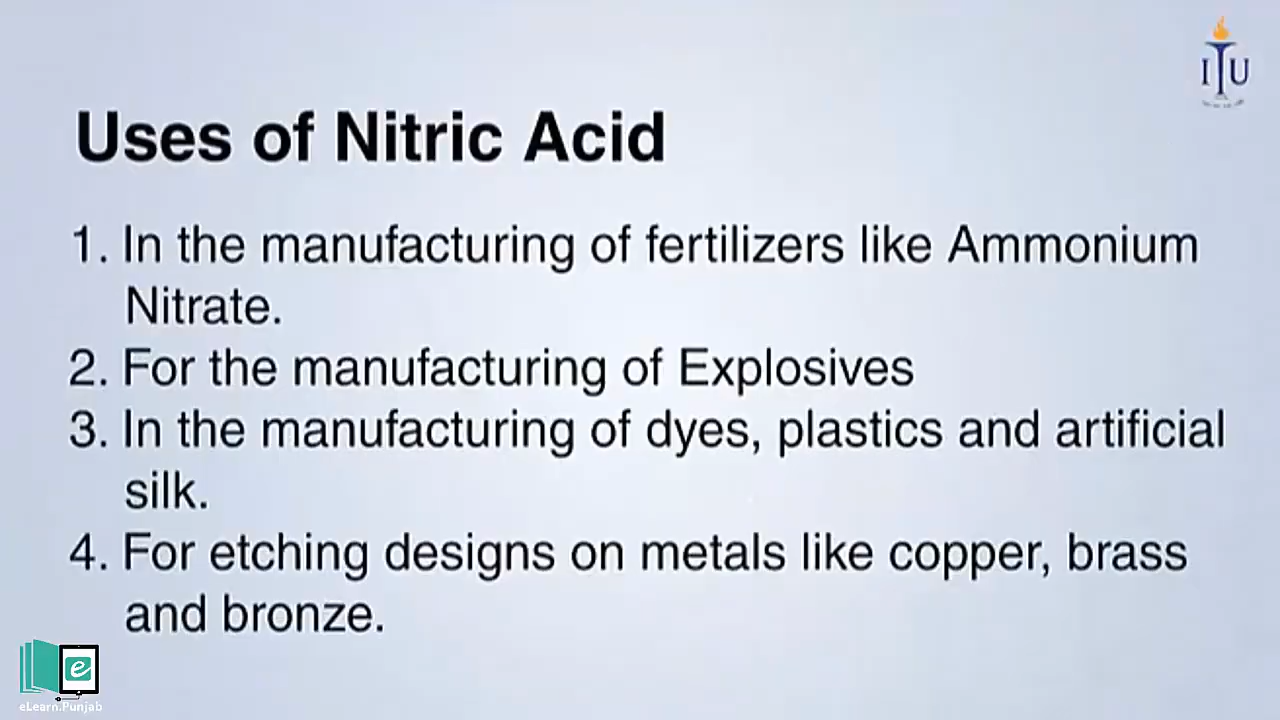 ITU
Uses of Nitric Acid
1. In the manufacturing of fertilizers like Ammonium
Nitrate.
2. For the manufacturing of Explosives
3. In the manufacturing of dyes, plastics and artificial
silk.
4. For etching designs on metals like copper, brass
and bronze.
e
eLearn.Punjab